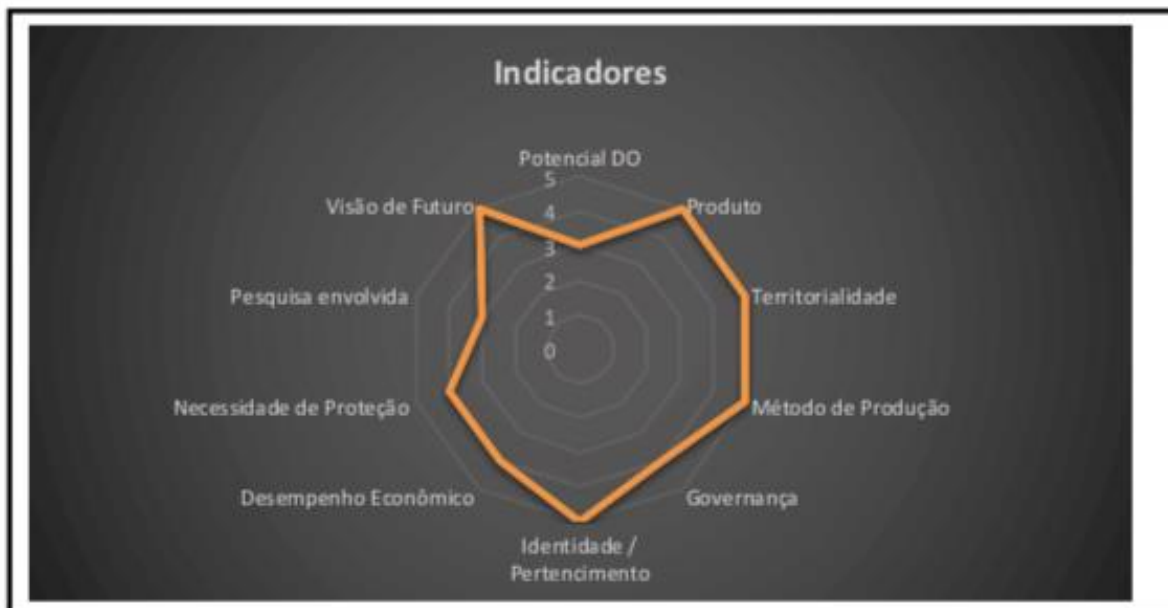 Indicadores
Potencial DO
5
Visão de Futuro
Produto
4
3
Pesquisa envolvida
Territorialidade
2
1
0
Necessidade de Proteção
Método de Produção
Desempenho Econômico
Governança
Identidade /
Pertencimento